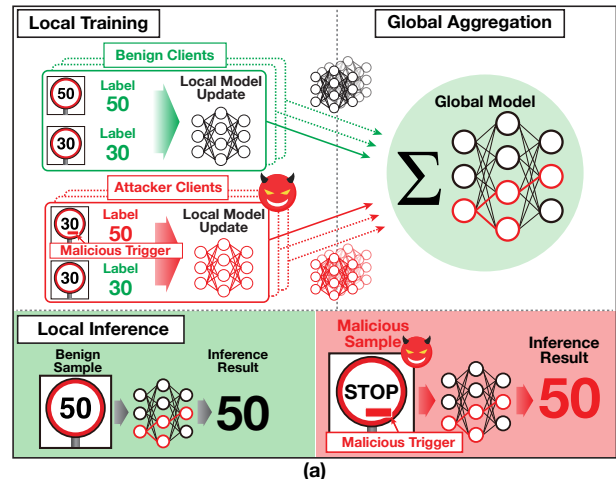 Local Training
Global Aggregation
Benign Clients
50
Label
50
Local Model
Update
30
Label
30
Global Model
Σ
Attacker Clients
30
Label
50
Local Model
Update
Malicious Trigger
30
Label
30
Local Inference
Benign
Sample
50
Inference
Result
50
Malicious
Sample
STOP
Malicious Trigger
Inference
Result
50
(a)